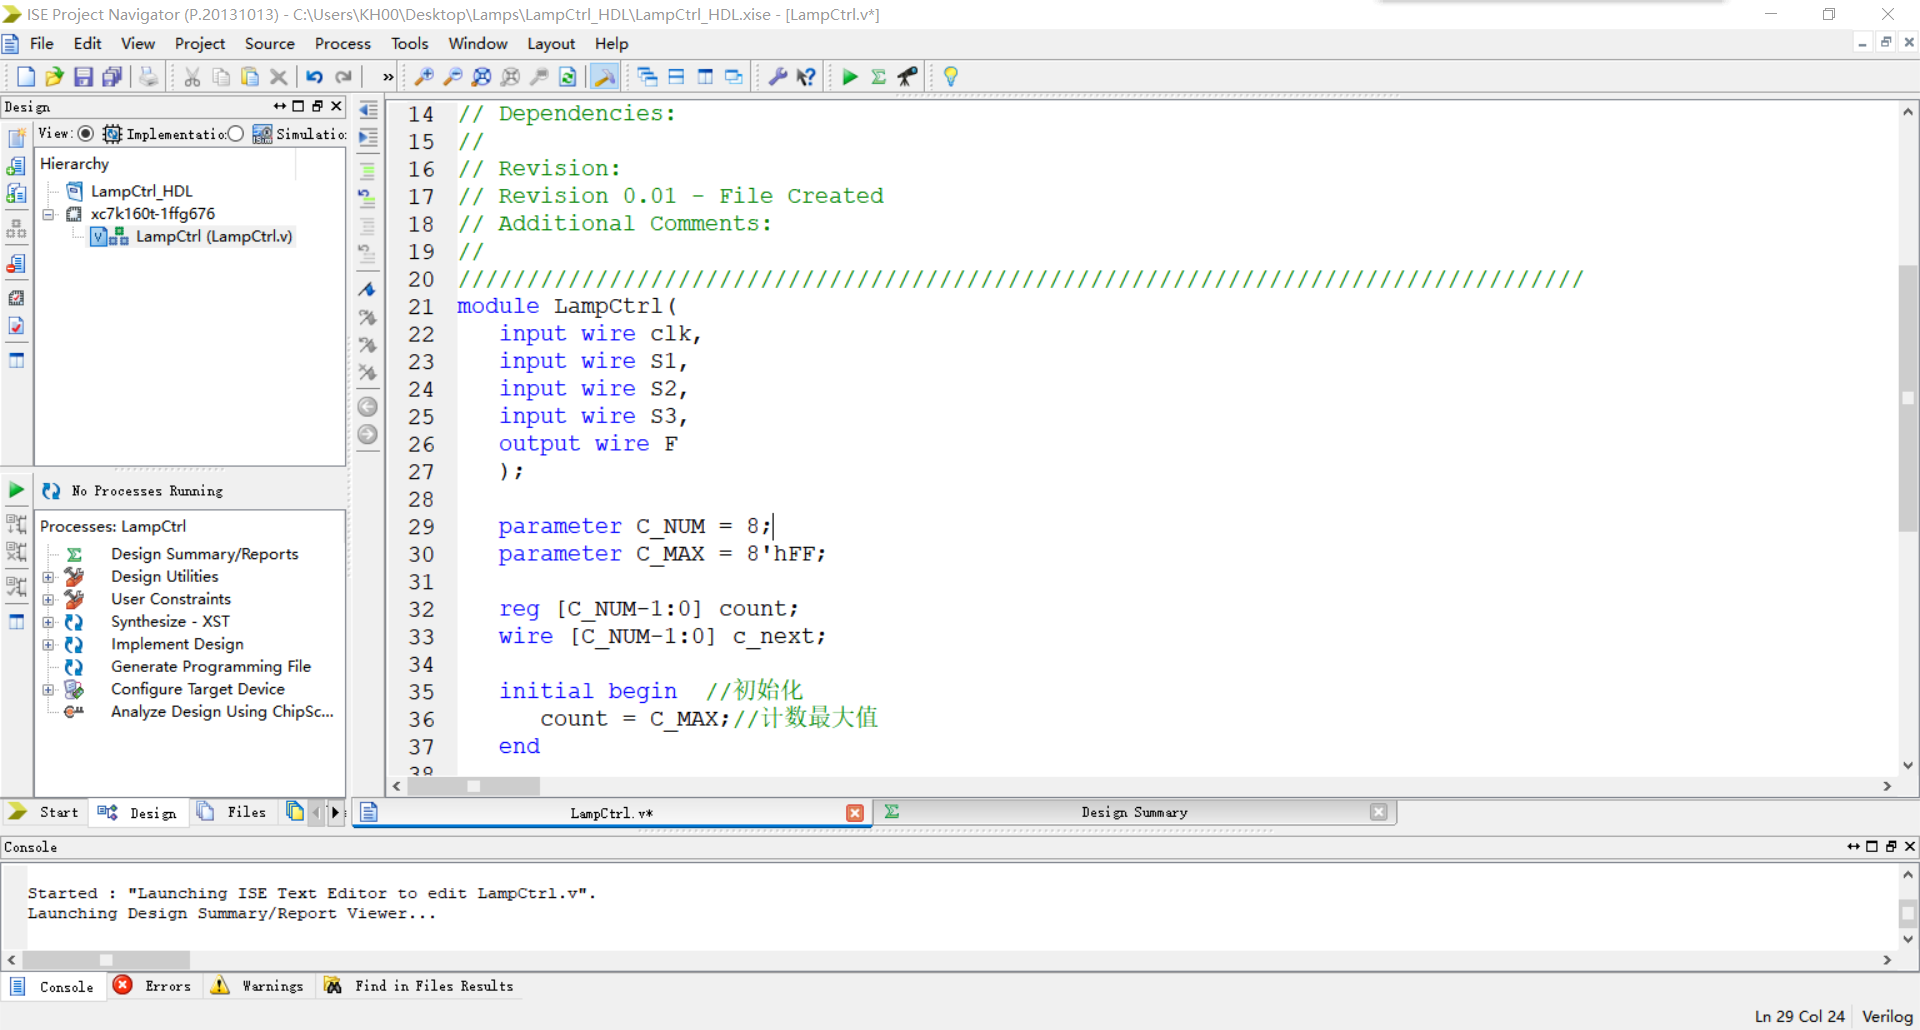 ISE Project Navigator (P.20131013) - C:\Users\KH00\Desktop\Lamps\LampCtrl_HDL\LampCtrl_HDL.xise - [LampCtrl.v*]
File Edit View Project Source Process Tools Window Layout Help
Design
View: Implementatio Simulatio
Hierarchy
LampCtrl_HDL
xc7k160t-1ffg676
LampCtrl (LampCtrl.v)
No Processes Running
Processes: LampCtrl
Design Summary/Reports
Design Utilities
User Constraints
Synthesize - XST
Implement Design
Generate Programming File
Configure Target Device
Analyze Design Using ChipSc...
Start Design Files
14 // Dependencies:
15 //
16 // Revision:
17 // Revision 0.01 - File Created
18 // Additional Comments:
19 //
20 //////////////////////////////////////////////////////////////////////////////////
21 module LampCtrl(
22 input wire clk,
23 input wire S1,
24 input wire S2,
25 input wire S3,
26 output wire F
27 );
28
29 parameter C_NUM = 8;
30 parameter C_MAX = 8'hFF;
31
32 reg [C_NUM-1:0] count;
33 wire [C_NUM-1:0] c_next;
34
35 initial begin //初始化
36 count = C_MAX;//计数最大值
37 end
38
LampCtrl.v* Design Summary
Console
Started : "Launching ISE Text Editor to edit LampCtrl.v".
Launching Design Summary/Report Viewer...
Console Errors Warnings Find in Files Results
Ln 29 Col 24 Verilog